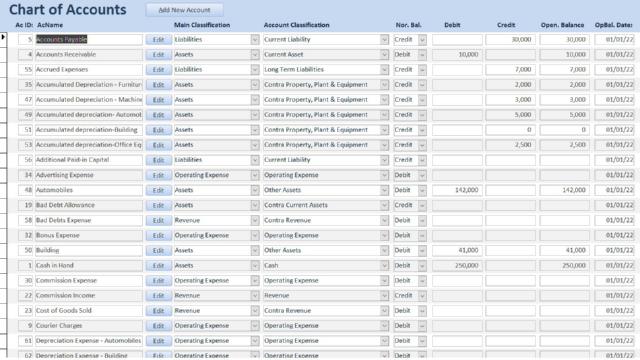 Chart of Accounts Add New Account
Ac ID: AcName Main Classification Account Classification Nor. Bal. Debit Credit Open. Balance OpBal. Date:
5 Accounts Payable Edit Liabilities Current Liability Credit 30,000 30,000 01/01/22
4 Accounts Receivable Edit Assets Current Asset Debit 10,000 10,000 01/01/22
55 Accrued Expenses Edit Liabilities Long Term Liabilities Credit 7,000 7,000 01/01/22
35 Accumulated Depreciation - Furnitur Edit Assets Contra Property, Plant & Equipment Credit 2,000 2,000 01/01/22
47 Accumulated Depreciation - Machine Edit Assets Contra Property, Plant & Equipment Credit 3,000 3,000 01/01/22
49 Accumulated depreciation- Automot Edit Assets Contra Property, Plant & Equipment Credit 5,000 5,000 01/01/22
51 Accumulated depreciation-Building Edit Assets Contra Property, Plant & Equipment Credit 0 0 01/01/22
53 Accumulated depreciation-Office Eq Edit Assets Contra Property, Plant & Equipment Credit 2,500 2,500 01/01/22
56 Additional Paid-in Capital Edit Liabilities Current Liability Credit 01/01/22
34 Advertising Expense Edit Operating Expense Operating Expense Debit 01/01/22
48 Automobiles Edit Assets Other Assets Debit 142,000 142,000 01/01/22
19 Bad Debt Allowance Edit Assets Contra Current Assets Credit 01/01/22
58 Bad Debts Expense Edit Revenue Contra Revenue Debit 01/01/22
32 Bonus Expense Edit Operating Expense Operating Expense Debit 01/01/22
50 Building Edit Assets Other Assets Debit 41,000 41,000 01/01/22
1 Cash in Hand Edit Assets Cash Debit 250,000 250,000 01/01/22
30 Commission Expense Edit Operating Expense Operating Expense Debit 01/01/22
22 Commission Income Edit Revenue Revenue Credit 01/01/22
23 Cost of Goods Sold Edit Revenue Contra Revenue Debit 01/01/22
9 Courier Charges Edit Operating Expense Operating Expense Debit 01/01/22
61 Depreciation Expense - Automobiles Edit Operating Expense Operating Expense Debit 01/01/22
62 Depreciation Expense - Building Edit Operating Expense Operating Expense Debit 01/01/22